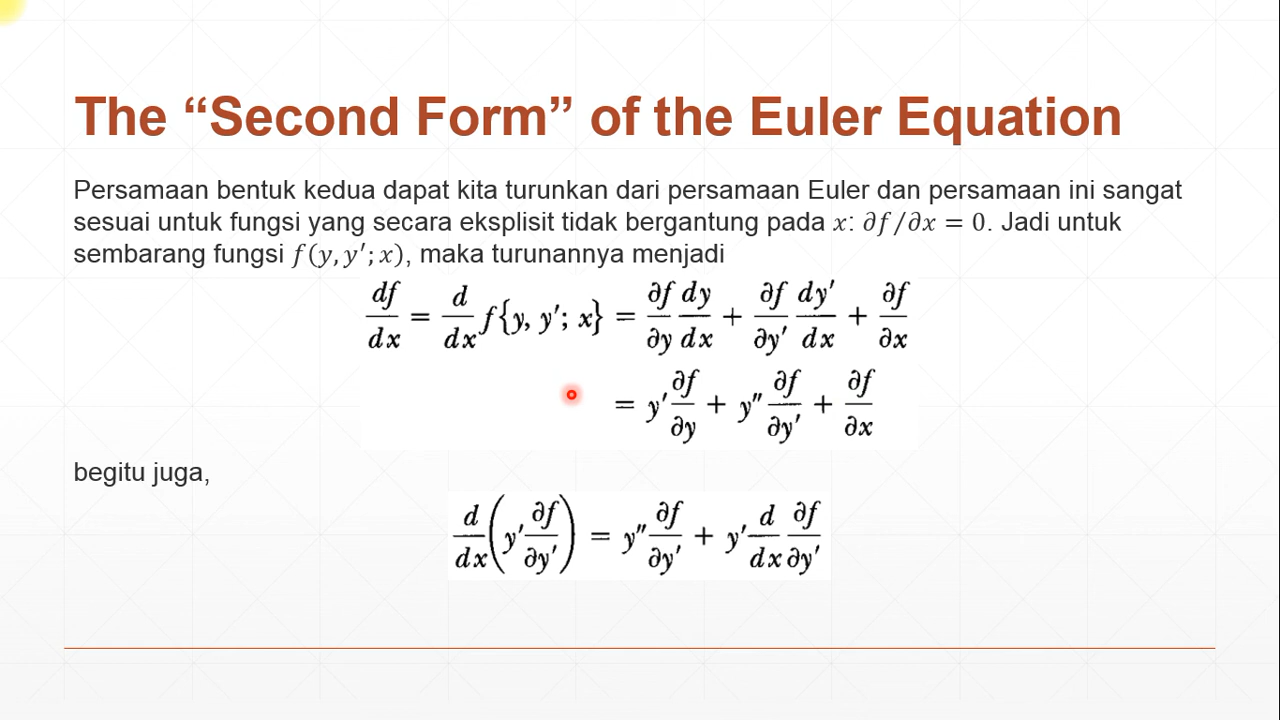 The “Second Form” of the Euler Equation
Persamaan bentuk kedua dapat kita turunkan dari persamaan Euler dan persamaan ini sangat
sesuai untuk fungsi yang secara eksplisit tidak bergantung pada x: ∂f/∂x = 0. Jadi untuk
sembarang fungsi f(y, y′; x), maka turunannya menjadi
df/dx = d/dx f{y, y′; x} = ∂f/∂y dy/dx + ∂f/∂y′ dy′/dx + ∂f/∂x
= y′ ∂f/∂y + y″ ∂f/∂y′ + ∂f/∂x
begitu juga,
d/dx (y′ ∂f/∂y′) = y″ ∂f/∂y′ + y′ d/dx ∂f/∂y′